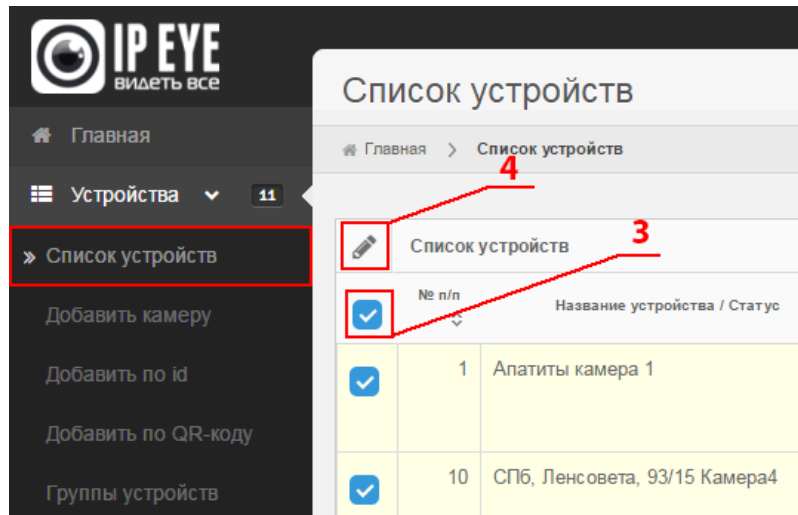 IP EYE
видеть все
Главная
Устройства 11
Список устройств
Добавить камеру
Добавить по id
Добавить по QR-коду
Группы устройств
Список устройств
Главная > Список устройств
4
Список устройств
3
№ п/п
Название устройства / Статус
1 Апатиты камера 1
10 СПб, Ленсовета, 93/15 Камера4